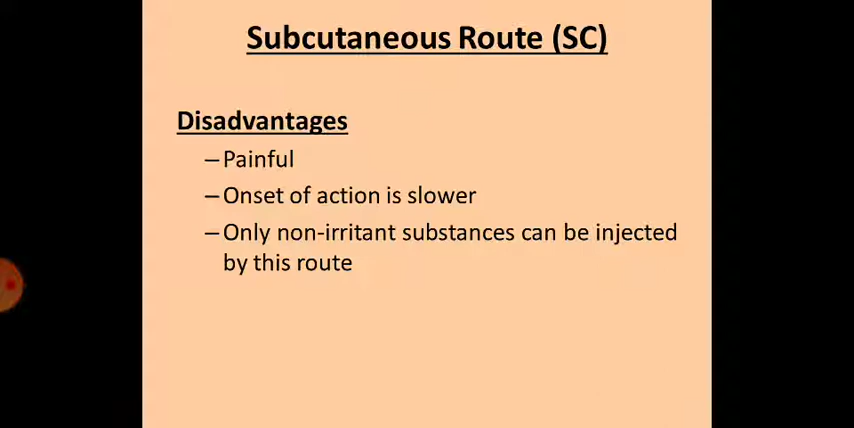 Subcutaneous Route (SC)
Disadvantages
– Painful
– Onset of action is slower
– Only non-irritant substances can be injected
by this route